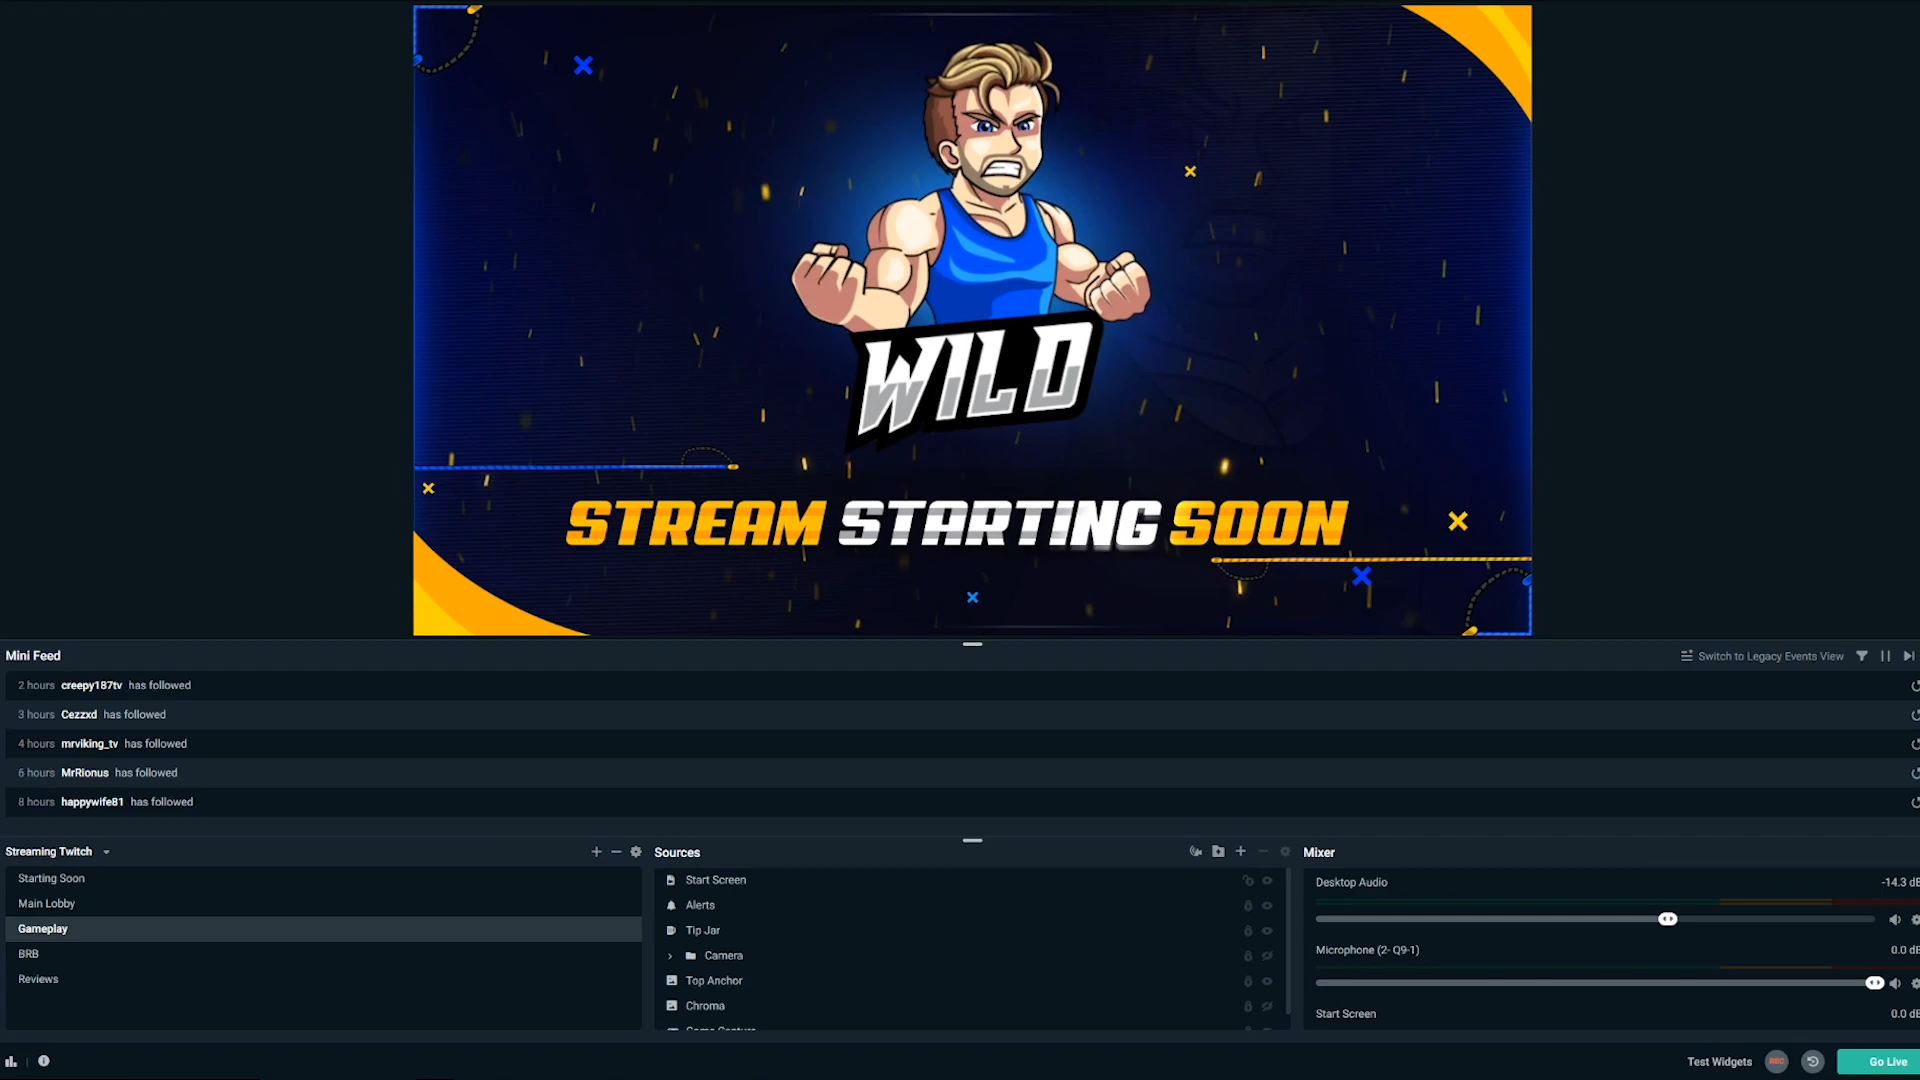 WILD
STREAM STARTING SOON
Mini Feed
Switch to Legacy Events View
2 hours creepy187tv has followed
3 hours Cezzxd has followed
4 hours mrviking_tv has followed
6 hours MrRionus has followed
8 hours happywife81 has followed
Streaming Twitch
Starting Soon
Main Lobby
Gameplay
BRB
Reviews
Sources
Start Screen
Alerts
Tip Jar
Camera
Top Anchor
Chroma
Game Capture
Mixer
Desktop Audio -14.3 dB
Microphone (2- Q9-1) 0.0 dB
Start Screen 0.0 dB
Test Widgets
REC
Go Live